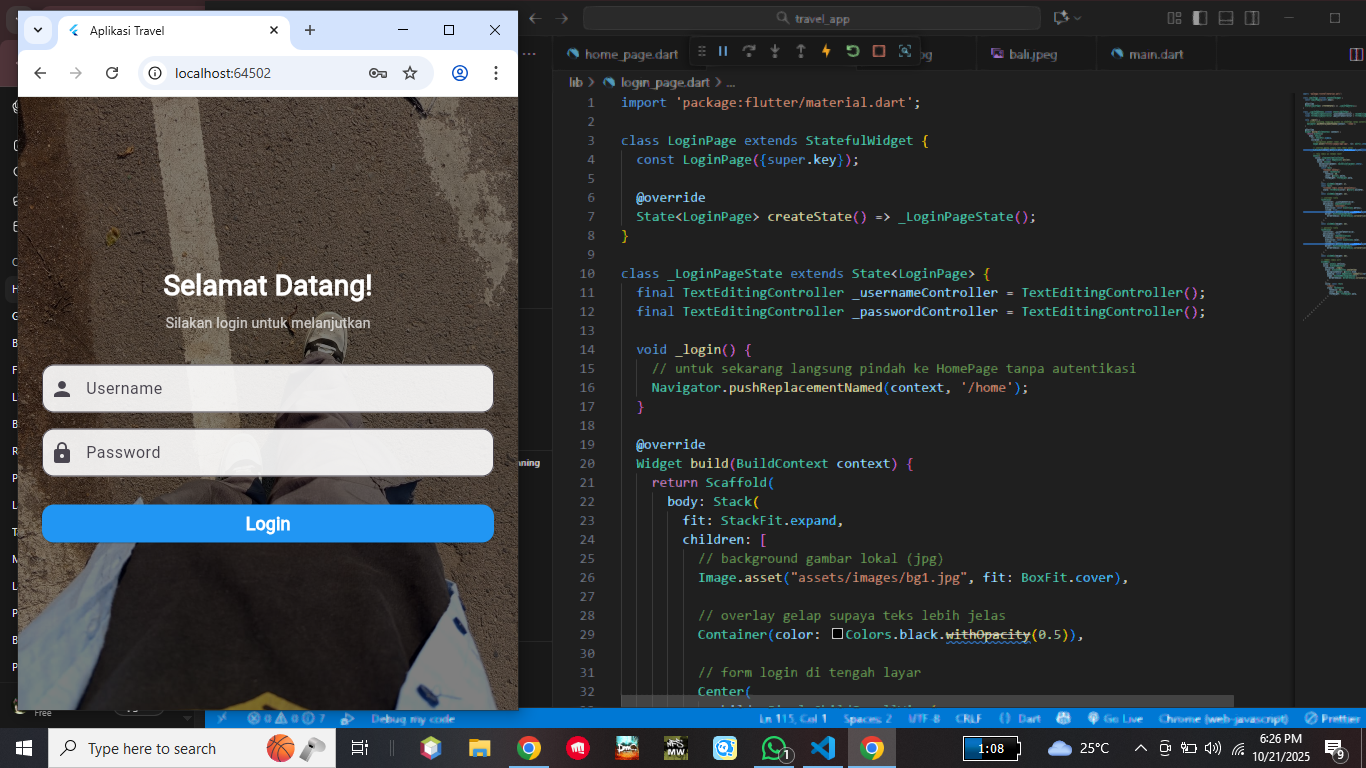 Aplikasi Travel
localhost:64502
Selamat Datang!
Silakan login untuk melanjutkan
Username
Password
Login
Free
travel_app
home_page.dart
bali.jpeg
main.dart
lib
login_page.dart
...
1 import 'package:flutter/material.dart';
2
3 class LoginPage extends StatefulWidget {
4 const LoginPage({super.key});
5
6 @override
7 State<LoginPage> createState() => _LoginPageState();
8 }
9
10 class _LoginPageState extends State<LoginPage> {
11 final TextEditingController _usernameController = TextEditingController();
12 final TextEditingController _passwordController = TextEditingController();
13
14 void _login() {
15 // untuk sekarang langsung pindah ke HomePage tanpa autentikasi
16 Navigator.pushReplacementNamed(context, '/home');
17 }
18
19 @override
20 Widget build(BuildContext context) {
21 return Scaffold(
22 body: Stack(
23 fit: StackFit.expand,
24 children: [
25 // background gambar lokal (jpg)
26 Image.asset("assets/images/bg1.jpg", fit: BoxFit.cover),
27
28 // overlay gelap supaya teks lebih jelas
29 Container(color: Colors.black.withOpacity(0.5)),
30
31 // form login di tengah layar
32 Center(
0 0 7 Debug my code
Ln 115, Col 1 Spaces: 2 UTF-8 CRLF {} Dart Go Live Chrome (web-javascript) Prettier
Type here to search
1
1:08
25°C
6:26 PM
10/21/2025
9